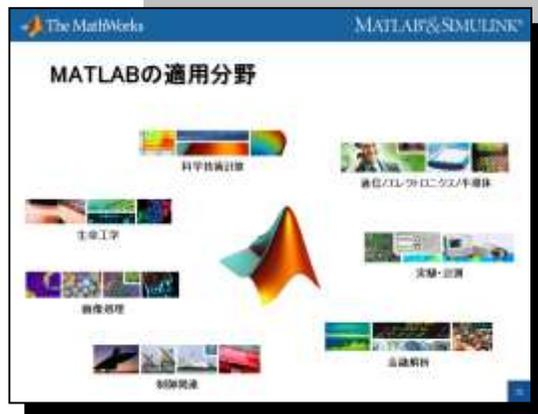 The MathWorks
MATLAB®&SIMULINK®
MATLABの適用分野
科学技術計算
通信/エレクトロニクス/半導体
生命工学
実験・計測
画像処理
金融解析
制御関連